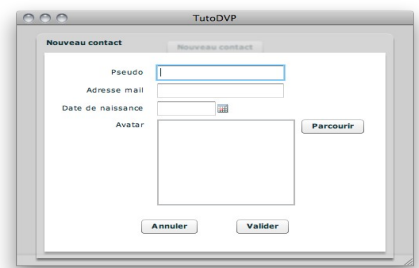 TutoDVP
Nouveau contact
Nouveau contact
Pseudo
Adresse mail
Date de naissance
Avatar
Parcourir
Annuler
Valider